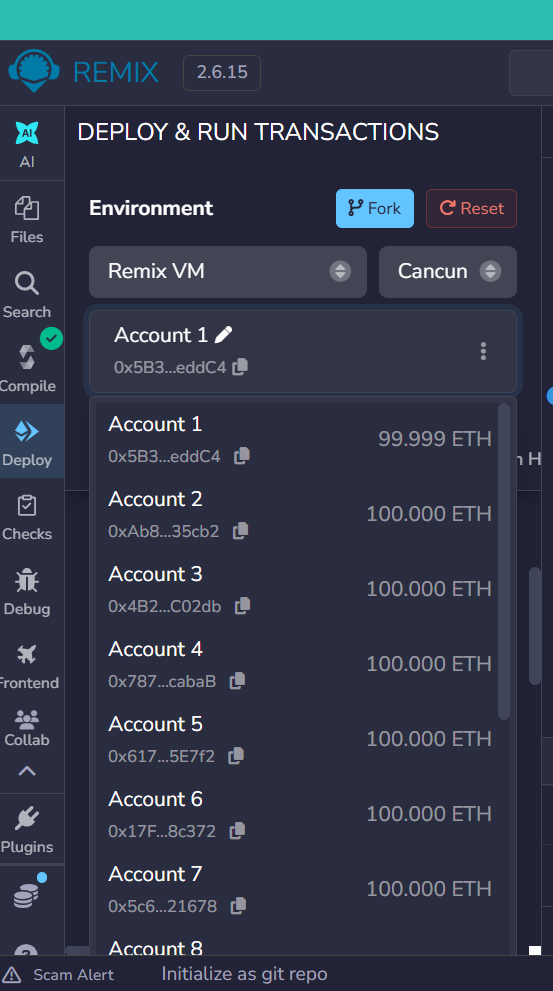 REMIX
2.6.15
AI
AI
DEPLOY & RUN TRANSACTIONS
Files
Environment
Fork
Reset
Search
Remix VM
Cancun
Compile
Account 1
0x5B3...eddC4
Deploy
Account 1
0x5B3...eddC4
99.999 ETH
n H
Account 2
0xAb8...35cb2
100.000 ETH
Checks
Account 3
0x4B2...C02db
100.000 ETH
Debug
Account 4
0x787...cabaB
100.000 ETH
Frontend
Account 5
0x617...5E7f2
100.000 ETH
Collab
Account 6
0x17F...8c372
100.000 ETH
Plugins
Account 7
0x5c6...21678
100.000 ETH
Account 8
Scam Alert
Initialize as git repo